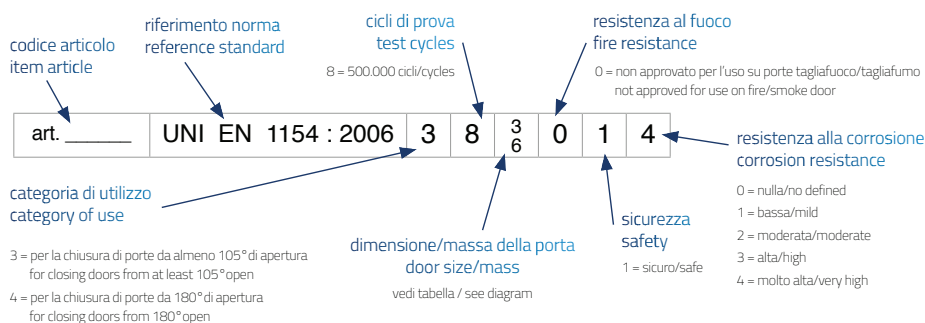 codice articolo
item article
riferimento norma
reference standard
cicli di prova
test cycles
8 = 500.000 cicli/cycles
resistenza al fuoco
fire resistance
0 = non approvato per l'uso su porte tagliafuoco/tagliafumo
not approved for use on fire/smoke door
art. ______ UNI EN 1154 : 2006 3 8 3 0 1 4
6
categoria di utilizzo
category of use
3 = per la chiusura di porte da almeno 105° di apertura
for closing doors from at least 105° open
4 = per la chiusura di porte da 180° di apertura
for closing doors from 180° open
dimensione/massa della porta
door size/mass
vedi tabella / see diagram
sicurezza
safety
1 = sicuro/safe
resistenza alla corrosione
corrosion resistance
0 = nulla/no defined
1 = bassa/mild
2 = moderata/moderate
3 = alta/high
4 = molto alta/very high